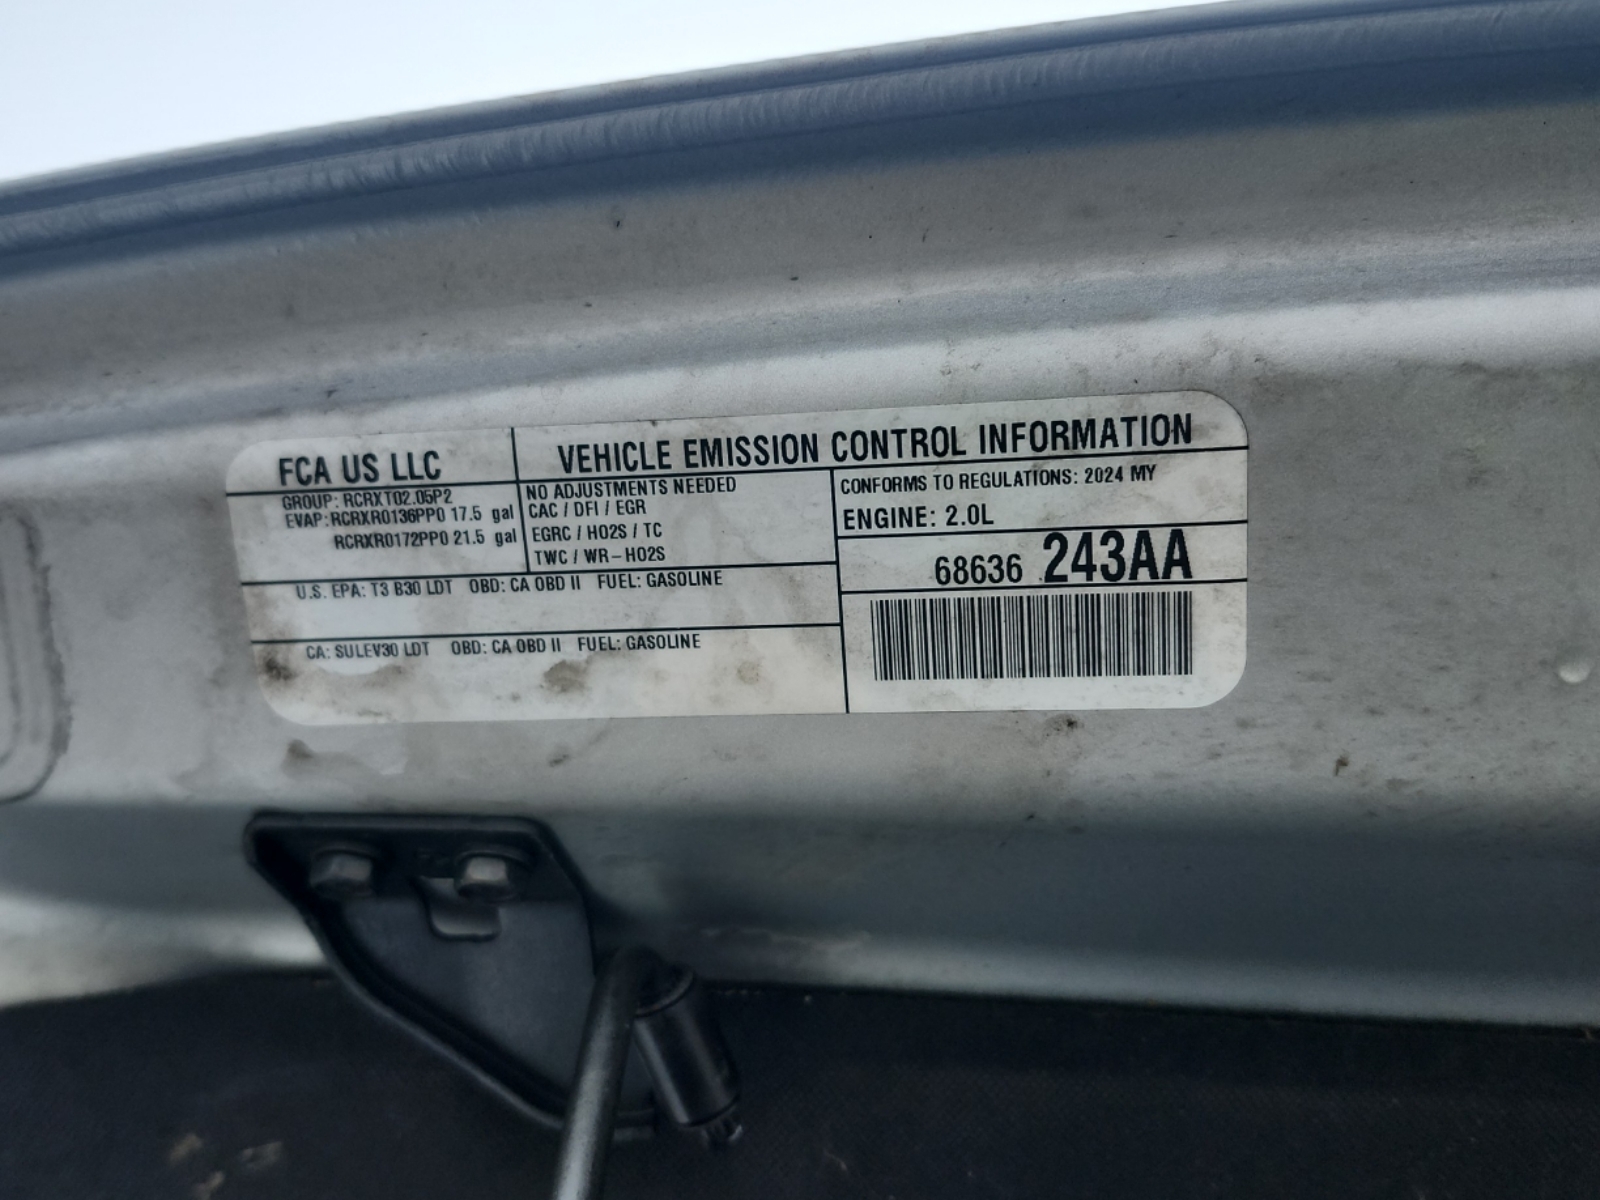 FCA US LLC
VEHICLE EMISSION CONTROL INFORMATION
GROUP: RCRXT02.05P2
EVAP: RCRXR0136PP0 17.5 gal
RCRXR0172PP0 21.5 gal
NO ADJUSTMENTS NEEDED
CAC / DFI / EGR
EGRC / HO2S / TC
TWC / WR-HO2S
CONFORMS TO REGULATIONS: 2024 MY
ENGINE: 2.0L
68636 243AA
U.S. EPA: T3 B30 LDT OBD: CA OBD II FUEL: GASOLINE
CA: SULEV30 LDT OBD: CA OBD II FUEL: GASOLINE